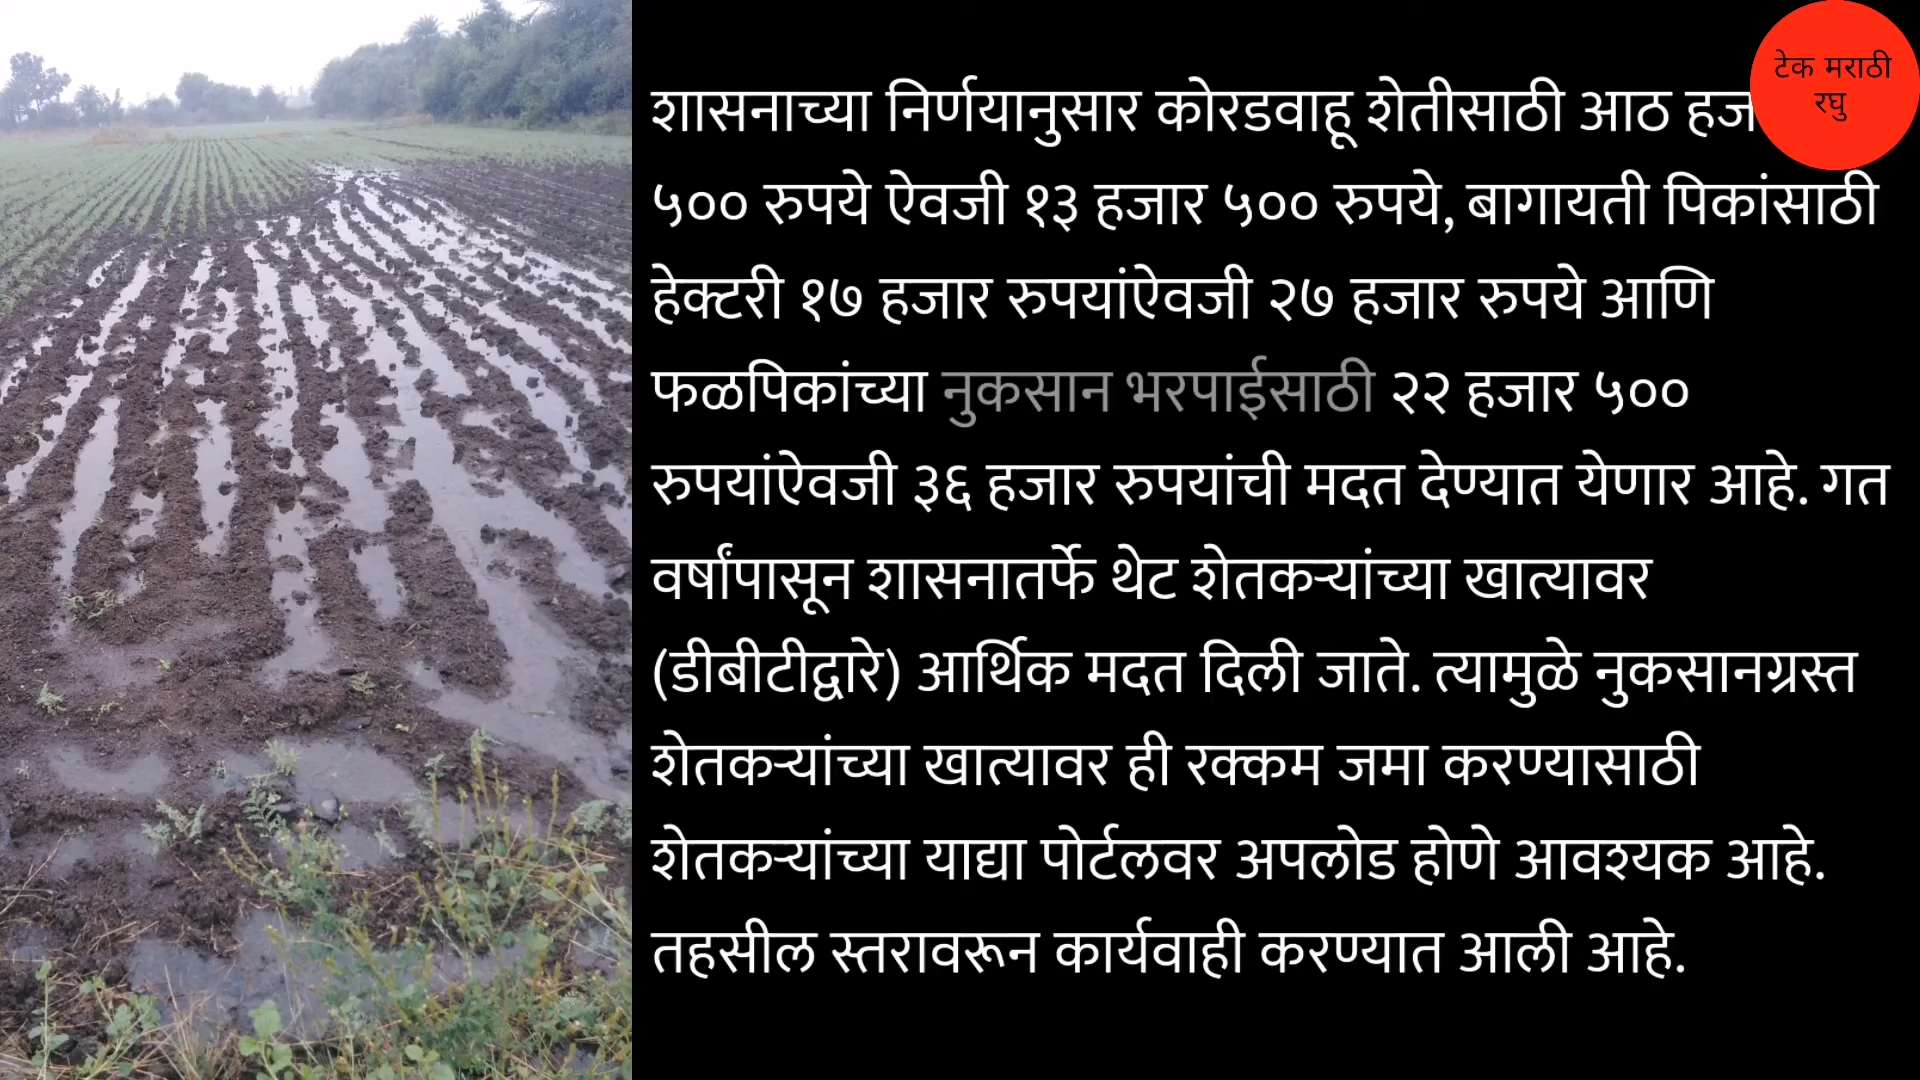 टेक मराठी
रघु
शासनाच्या निर्णयानुसार कोरडवाहू शेतीसाठी आठ हज
५०० रुपये ऐवजी १३ हजार ५०० रुपये, बागायती पिकांसाठी
हेक्टरी १७ हजार रुपयांऐवजी २७ हजार रुपये आणि
फळपिकांच्या नुकसान भरपाईसाठी २२ हजार ५००
रुपयांऐवजी ३६ हजार रुपयांची मदत देण्यात येणार आहे. गत
वर्षांपासून शासनातर्फे थेट शेतकऱ्यांच्या खात्यावर
(डीबीटीद्वारे) आर्थिक मदत दिली जाते. त्यामुळे नुकसानग्रस्त
शेतकऱ्यांच्या खात्यावर ही रक्कम जमा करण्यासाठी
शेतकऱ्यांच्या याद्या पोर्टलवर अपलोड होणे आवश्यक आहे.
तहसील स्तरावरून कार्यवाही करण्यात आली आहे.